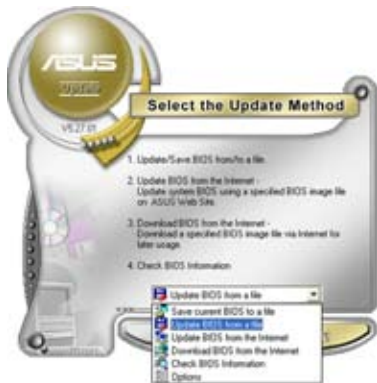 ASUS
Update
Select the Update Method
1. Update/Save BIOS from/to a file.
2. Update BIOS from the Internet -
Update system BIOS using a specified BIOS image file
on ASUS Web Site.
3. Download BIOS from the Internet -
Download a specified BIOS image file via Internet for
later usage.
4. Check BIOS Information
Update BIOS from a file
Save current BIOS to a file
Update BIOS from a file
Update BIOS from the Internet
Download BIOS from the Internet
Check BIOS Information
Options